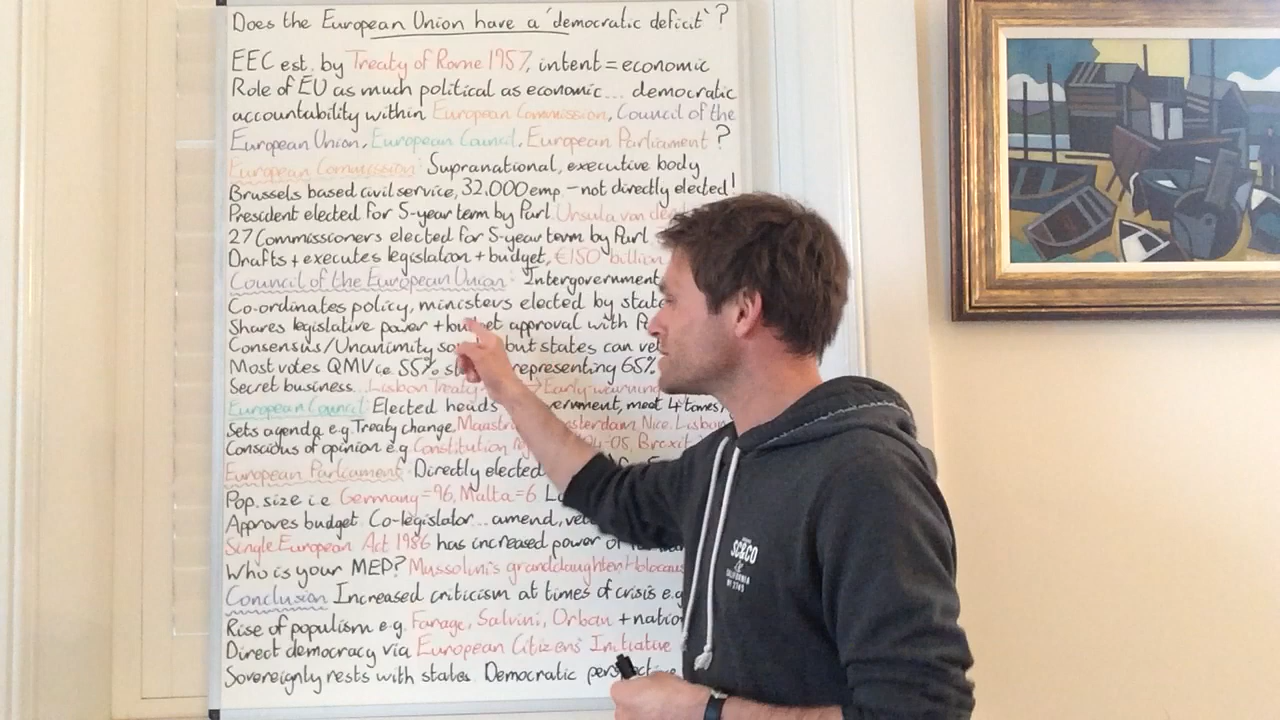 Does the European Union have a 'democratic deficit'?
EEC est. by Treaty of Rome 1957, intent = economic
Role of EU as much political as economic... democratic
accountability within European Commission, Council of the
European Union, European Council, European Parliament?
European Commission: Supranational, executive body
Brussels based civil service, 32,000 emp. - not directly elected!
President elected for 5-year term by Parl. Ursula van de
27 Commissioners elected for 5-year term by Parl
Drafts + executes legislation + budget, €150 billion
Council of the European Union: Intergovernment
Co-ordinates policy, ministers elected by state
Shares legislative power + approval with
Consensus/Unanimity but states can
Most votes QMV i.e. 55% representing 65%
Secret business... Lisbon Treaty → Early warning
European Council: Elected heads meet 4 times/
Sets agenda e.g. Treaty change, Nice. Lisbon
Conscious of opinion e.g. Constitution 04-05, Brexit
European Parliament: Directly elected
Pop. size i.e. Germany=96, Malta=6
Approves budget. Co-legislator... amend,
Single European Act 1986 has increased power of
Who is your MEP? Mussolini's granddaughter Holocaus
Conclusion Increased criticism at times of crisis e.g
Rise of populism e.g. Farage, Salvini, Orban + nation
Direct democracy via European Citizens' Initiative
Sovereignty rests with states. Democratic
SC&CO
CALIFORNIA